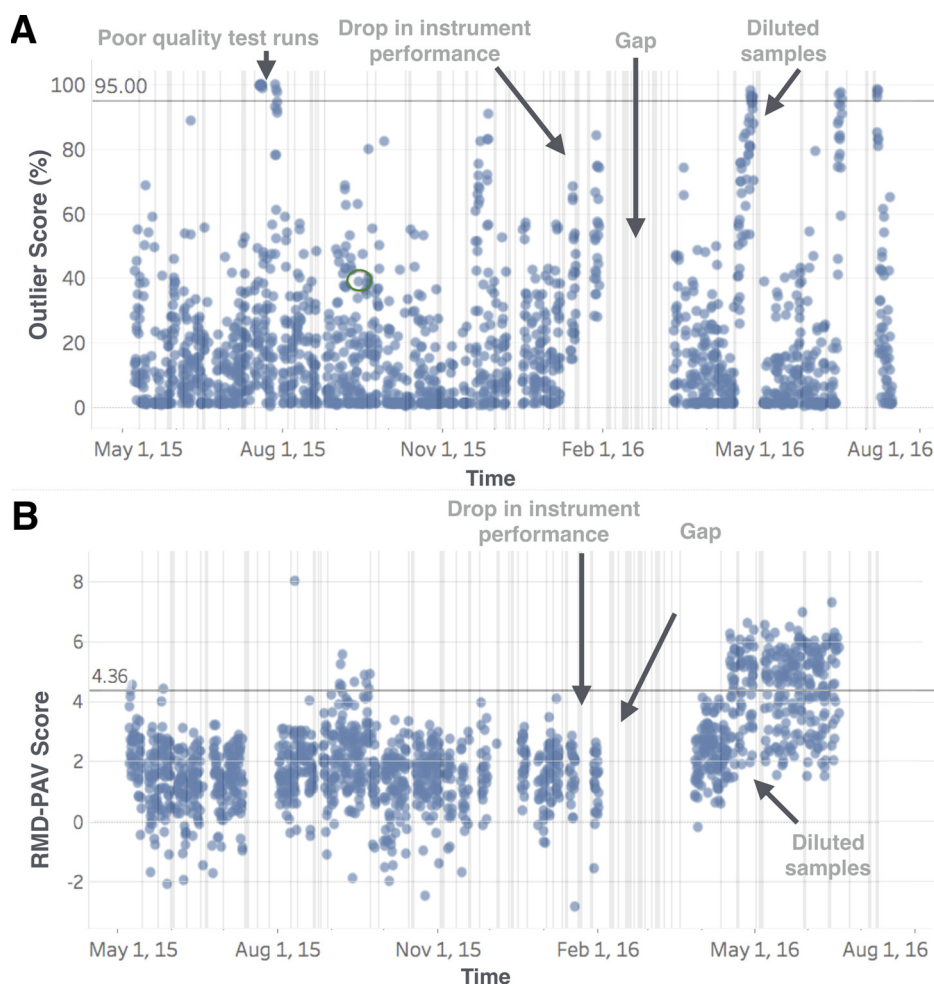 A
Poor quality test runs
Drop in instrument
performance
Gap
Diluted
samples
95.00
100
80
60
40
20
0
Outlier Score (%)
May 1, 15
Aug 1, 15
Nov 1, 15
Feb 1, 16
May 1, 16
Aug 1, 16
Time
B
Drop in instrument
performance
Gap
4.36
8
6
4
2
0
-2
RMD-PAV Score
Diluted
samples
May 1, 15
Aug 1, 15
Nov 1, 15
Feb 1, 16
May 1, 16
Aug 1, 16
Time